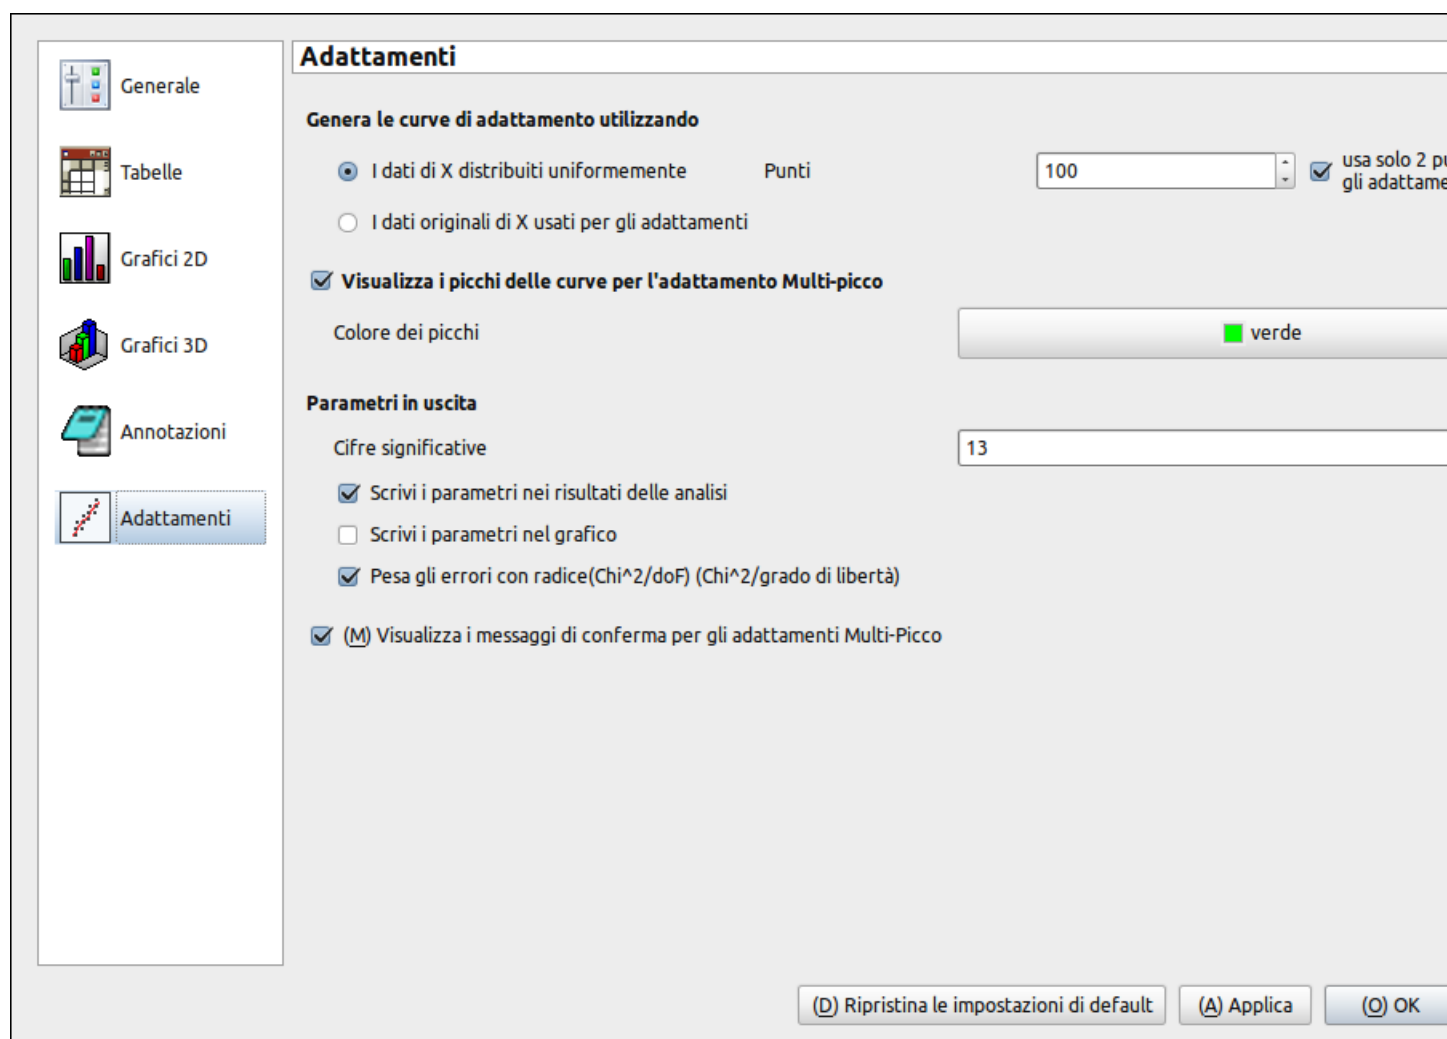 Adattamenti
Generale
Tabelle
Grafici 2D
Grafici 3D
Annotazioni
Adattamenti
Genera le curve di adattamento utilizzando
I dati di X distribuiti uniformemente Punti 100 usa solo 2
gli
I dati originali di X usati per gli adattamenti
Visualizza i picchi delle curve per l'adattamento Multi-picco
Colore dei picchi verde
Parametri in uscita
Cifre significative 13
Scrivi i parametri nei risultati delle analisi
Scrivi i parametri nel grafico
Pesa gli errori con radice(Chi^2/doF) (Chi^2/grado di libertà)
(M) Visualizza i messaggi di conferma per gli adattamenti Multi-Picco
(D) Ripristina le impostazioni di default (A) Applica (O) OK